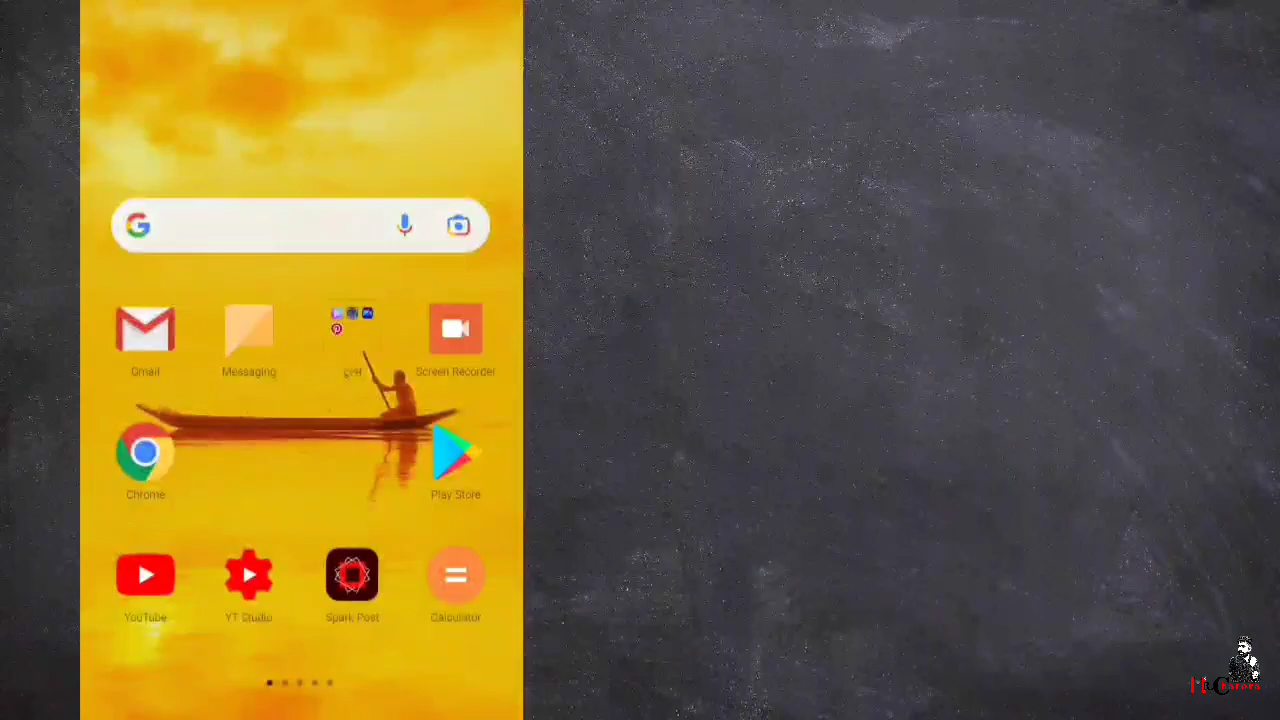 Gmail
Messaging
Screen Recorder
Chrome
Play Store
YouTube
YT Studio
Spark Post
Calculator